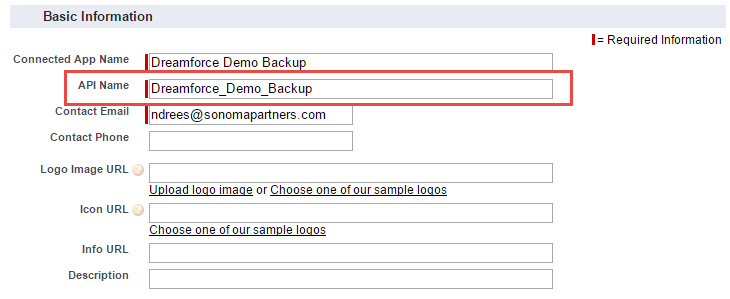 Basic Information
= Required Information
Connected App Name Dreamforce Demo Backup
API Name Dreamforce_Demo_Backup
Contact Email ndrees@sonomapartners.com
Contact Phone
Logo Image URL ?
Upload logo image or Choose one of our sample logos
Icon URL ?
Choose one of our sample logos
Info URL
Description